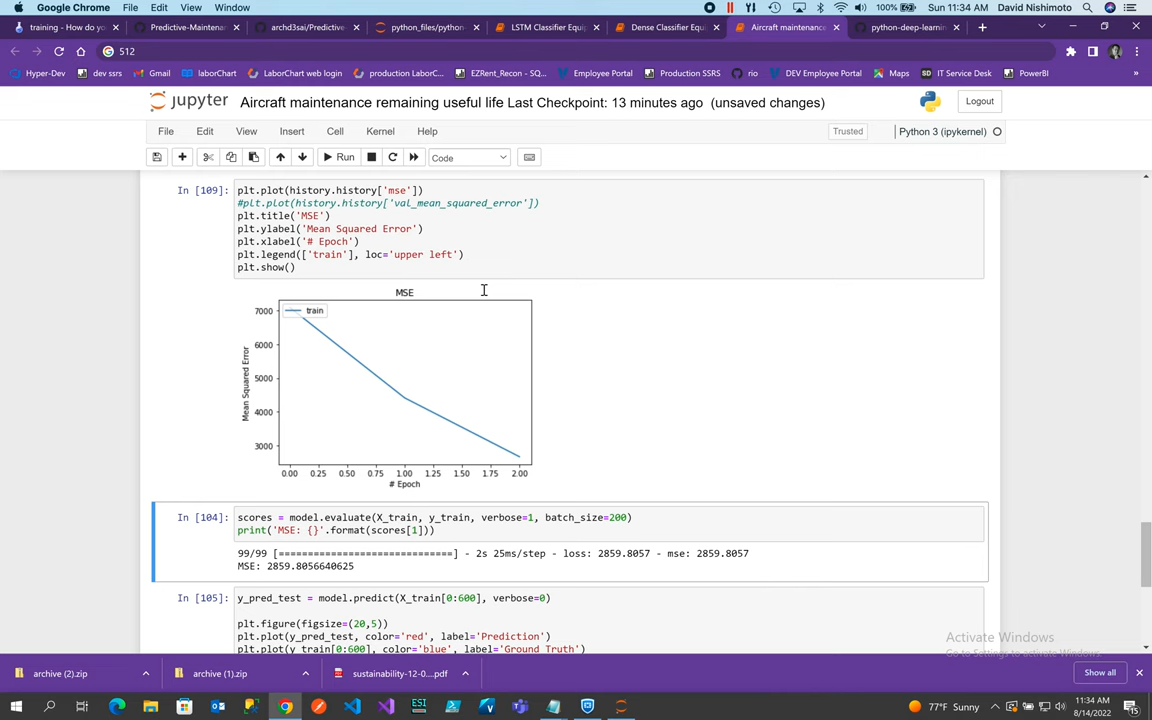 Google Chrome File Edit View Window 100% Sun 11:34 AM David Nishimoto
training - How do yo Predictive-Maintena archd3sai/Predictive- python_files/python- LSTM Classifier Equip Dense Classifier Equi Aircraft maintenance python-deep-learnin
512
Hyper-Dev dev ssrs Gmail laborChart LaborChart web login production LaborC... EZRent_Recon - SQ... Employee Portal Production SSRS rio DEV Employee Portal Maps SD IT Service Desk PowerBI »
jupyter Aircraft maintenance remaining useful life Last Checkpoint: 13 minutes ago (unsaved changes) Logout
File Edit View Insert Cell Kernel Help Trusted Python 3 (ipykernel)
Run Code
In [109]: plt.plot(history.history['mse'])
#plt.plot(history.history['val_mean_squared_error'])
plt.title('MSE')
plt.ylabel('Mean Squared Error')
plt.xlabel('# Epoch')
plt.legend(['train'], loc='upper left')
plt.show()
MSE
train
7000
6000
5000
4000
3000
Mean Squared Error
0.00 0.25 0.50 0.75 1.00 1.25 1.50 1.75 2.00
# Epoch
In [104]: scores = model.evaluate(X_train, y_train, verbose=1, batch_size=200)
print('MSE: {}'.format(scores[1]))
99/99 [==============================] - 2s 25ms/step - loss: 2859.8057 - mse: 2859.8057
MSE: 2859.8056640625
In [105]: y_pred_test = model.predict(X_train[0:600], verbose=0)
plt.figure(figsize=(20,5))
plt.plot(y_pred_test, color='red', label='Prediction')
plt.plot(y_train[0:600], color='blue', label='Ground Truth')
Activate Windows
Go to Settings to activate Windows.
archive (2).zip archive (1).zip sustainability-12-0....pdf Show all
ESI 77°F Sunny 11:34 AM
8/14/2022 15